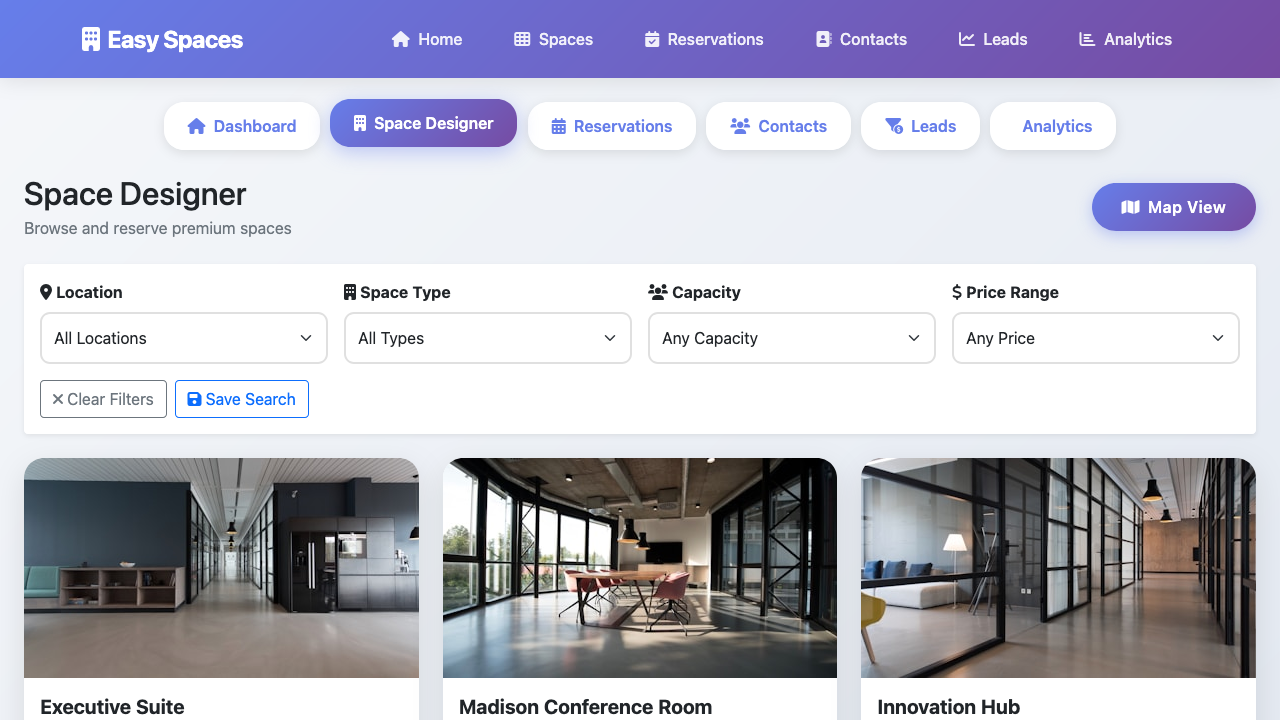 Easy Spaces
Home
Spaces
Reservations
Contacts
Leads
Analytics
Dashboard
Space Designer
Reservations
Contacts
Leads
Analytics
Space Designer
Browse and reserve premium spaces
Map View
Location
Space Type
Capacity
$ Price Range
All Locations
All Types
Any Capacity
Any Price
Clear Filters
Save Search
Executive Suite
Madison Conference Room
Innovation Hub